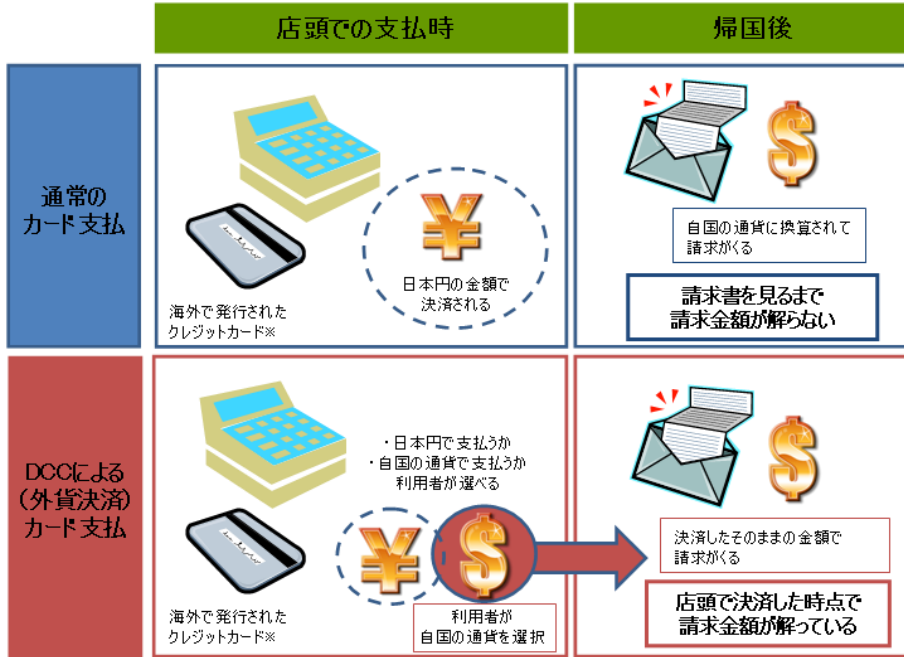 店頭での支払時
帰国後
通常の
カード支払
海外で発行された
クレジットカード※
¥
日本円の金額で
決済される
$
自国の通貨に換算されて
請求がくる
請求書を見るまで
請求金額が解らない
DCCによる
(外貨決済)
カード支払
海外で発行された
クレジットカード※
・日本円で支払うか
・自国の通貨で支払うか
利用者が選べる
¥
$
利用者が
自国の通貨を選択
$
決済したそのままの金額で
請求がくる
店頭で決済した時点で
請求金額が解っている